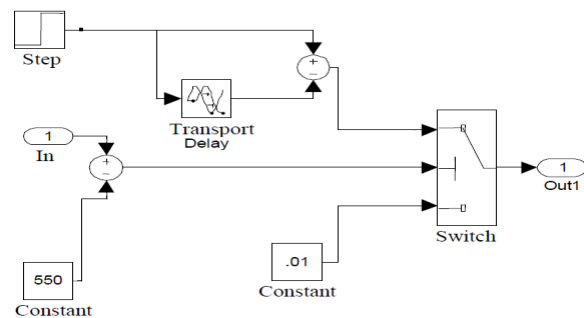 Step
+
−
Transport
Delay
1
In
+
−
1
Out1
Switch
550
Constant
.01
Constant